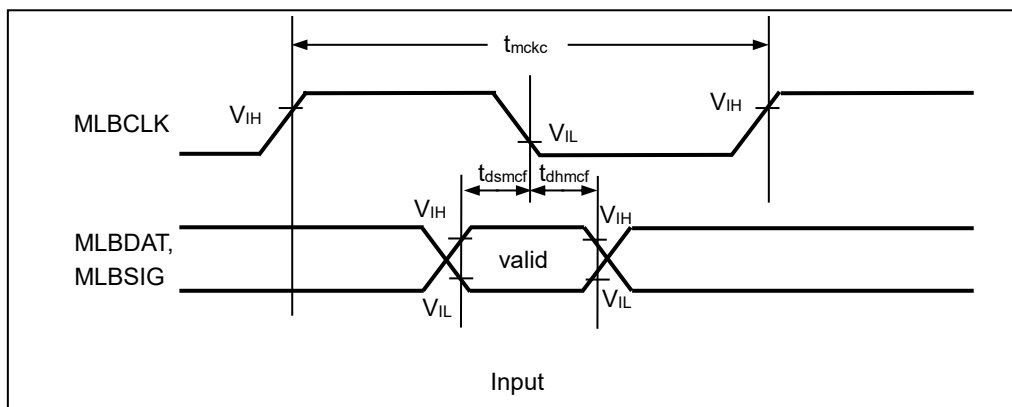 tmckc
VIH
VIH
MLBCLK
VIL
tdsmcf
tdhmcf
VIH
VIH
MLBDAT,
MLBSIG
valid
VIL
VIL
Input